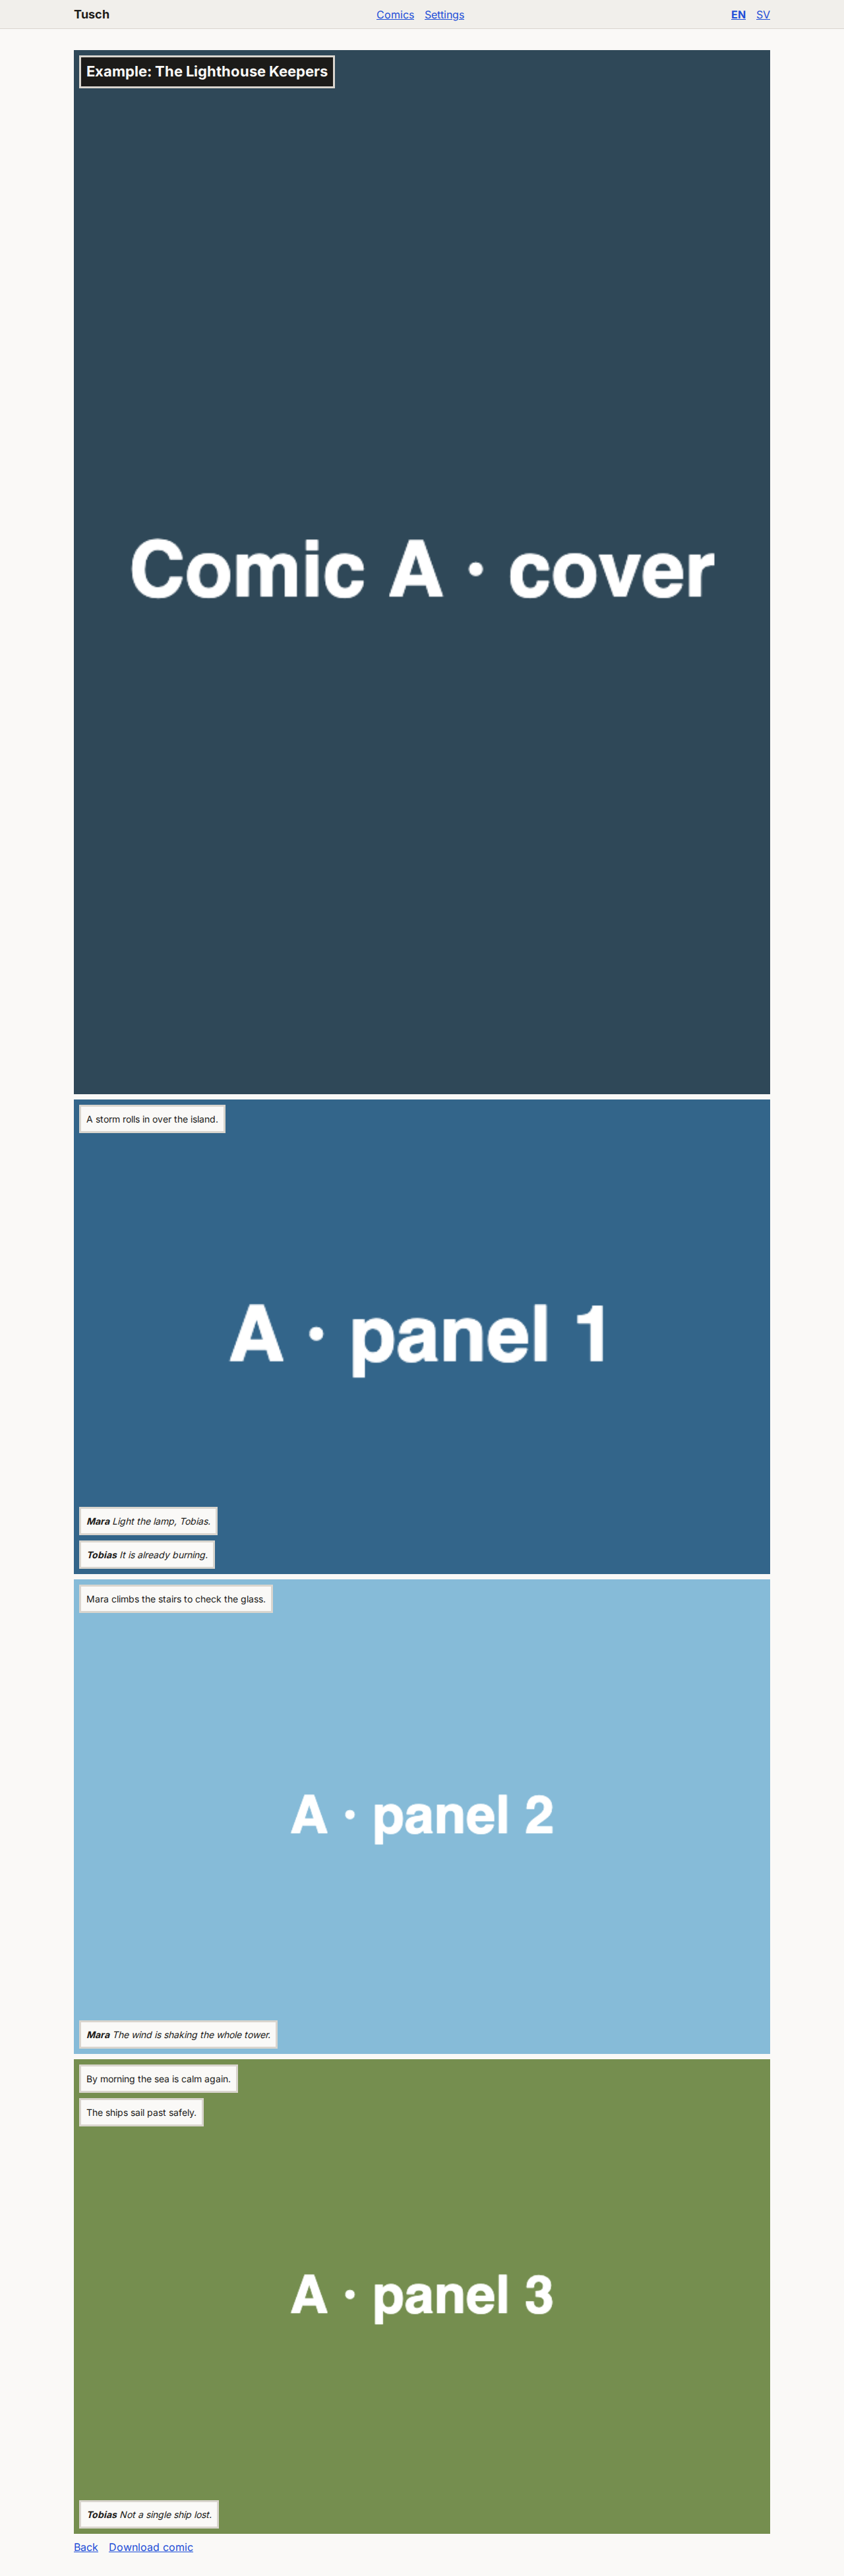 Tusch
Comics Settings
EN SV
Example: The Lighthouse Keepers
Comic A · cover
A storm rolls in over the island.
A · panel 1
Mara Light the lamp, Tobias.
Tobias It is already burning.
Mara climbs the stairs to check the glass.
A · panel 2
Mara The wind is shaking the whole tower.
By morning the sea is calm again.
The ships sail past safely.
A · panel 3
Tobias Not a single ship lost.
Back Download comic